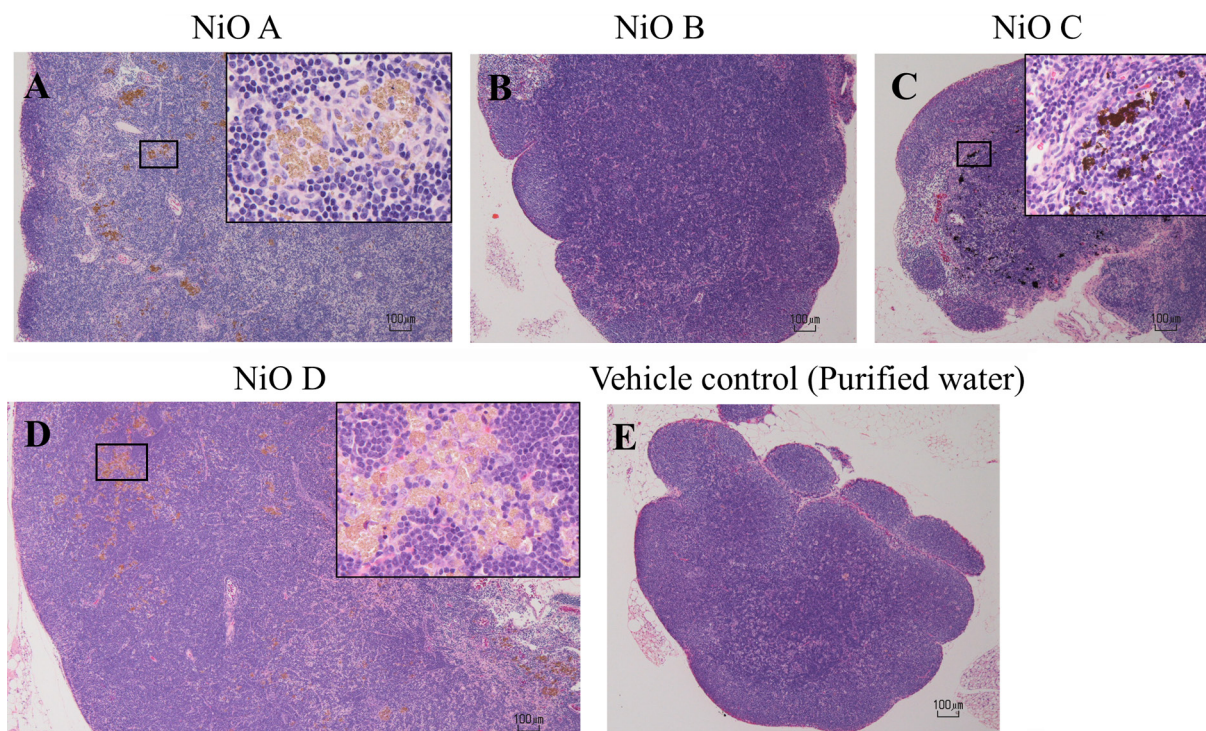 NiO A
NiO B
NiO C
A
B
C
100μm
100μm
100μm
NiO D
Vehicle control (Purified water)
D
E
100μm
100μm